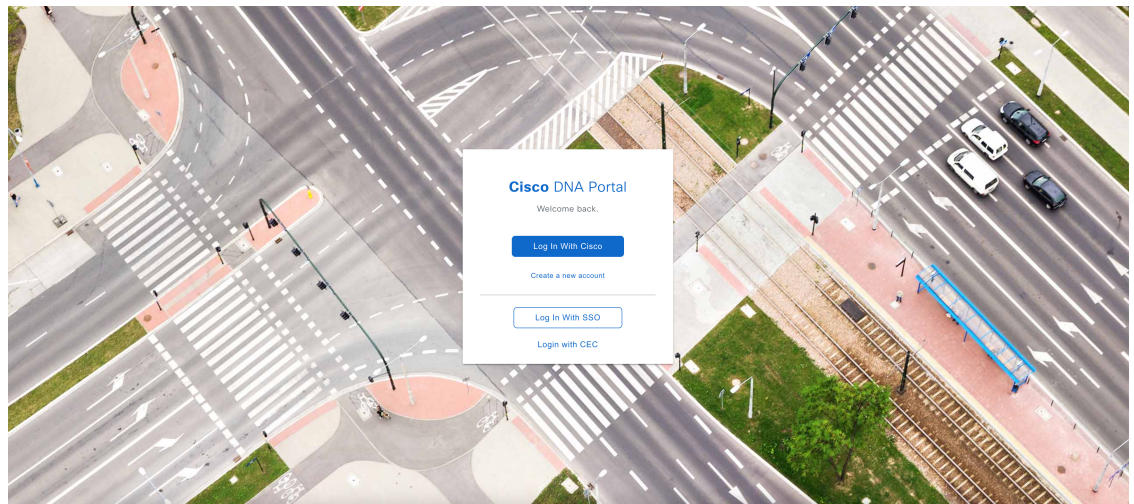 Cisco DNA Portal
Welcome back.
Log In With Cisco
Create a new account
Log In With SSO
Login with CEC